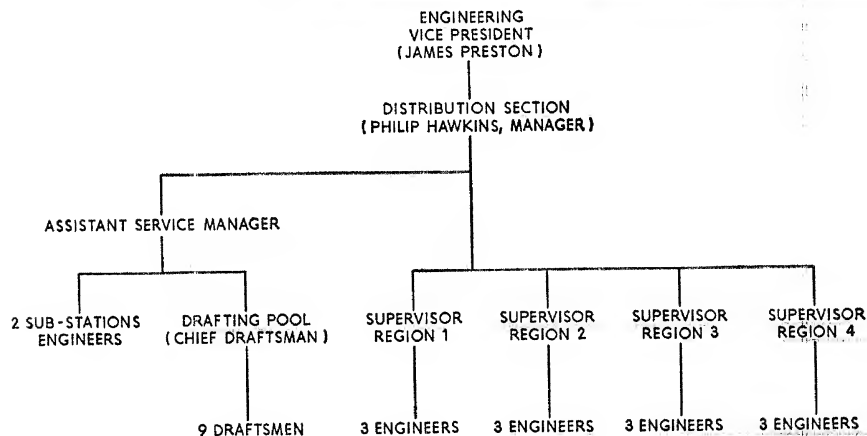 ENGINEERING
VICE PRESIDENT
(JAMES PRESTON)
DISTRIBUTION SECTION
(PHILIP HAWKINS, MANAGER)
ASSISTANT SERVICE MANAGER
2 SUB-STATIONS
ENGINEERS
DRAFTING POOL
(CHIEF DRAFTSMAN)
SUPERVISOR
REGION 1
SUPERVISOR
REGION 2
SUPERVISOR
REGION 3
SUPERVISOR
REGION 4
9 DRAFTSMEN
3 ENGINEERS
3 ENGINEERS
3 ENGINEERS
3 ENGINEERS